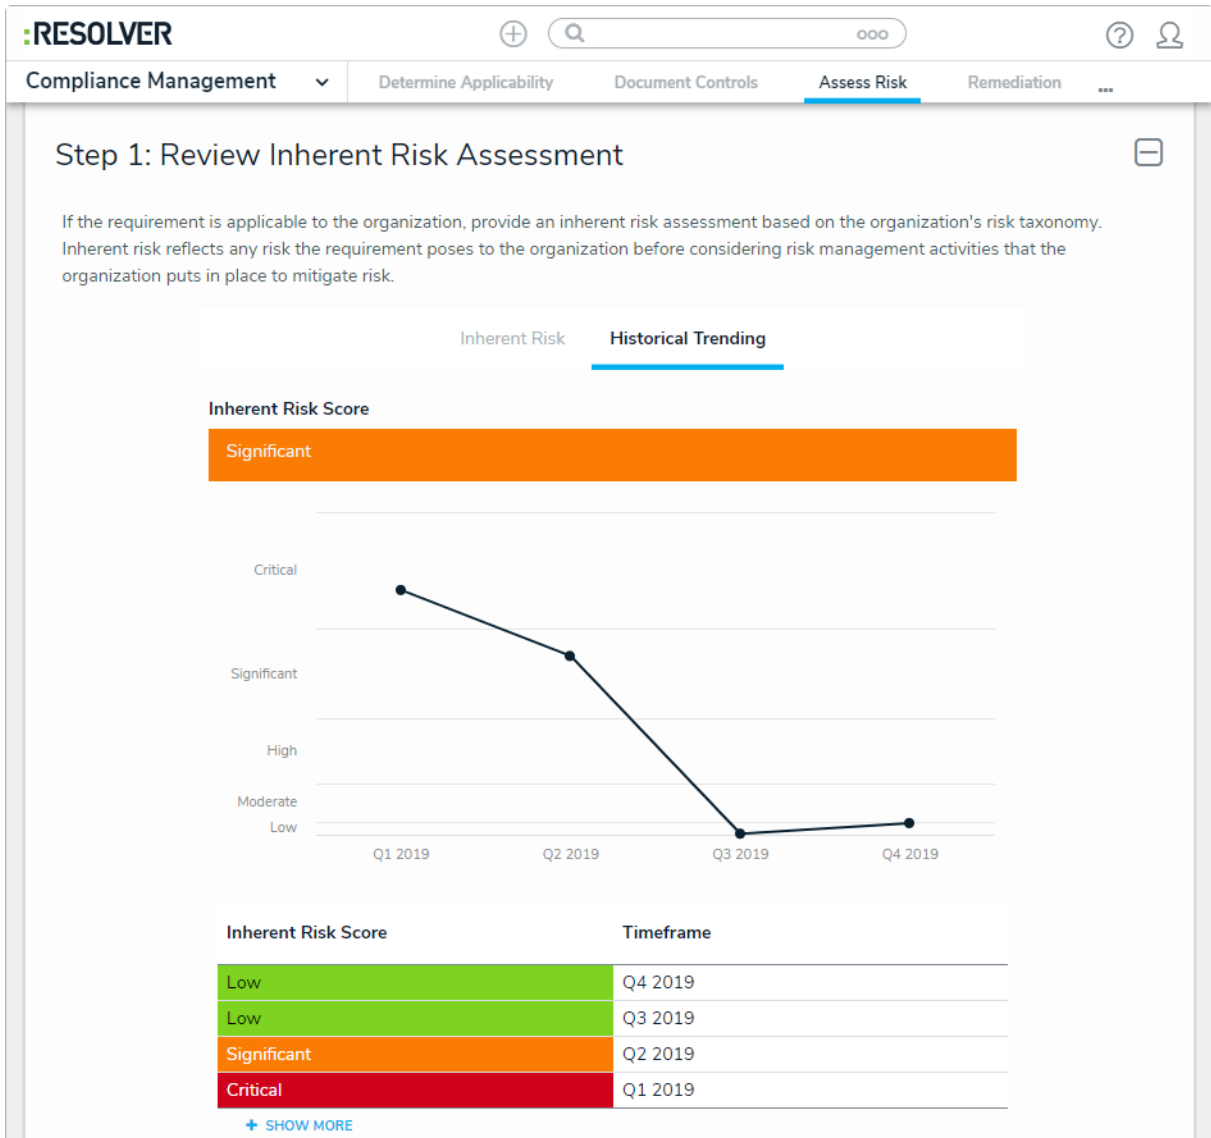 :RESOLVER
Compliance Management
Determine Applicability
Document Controls
Assess Risk
Remediation
...
Step 1: Review Inherent Risk Assessment
If the requirement is applicable to the organization, provide an inherent risk assessment based on the organization's risk taxonomy.
Inherent risk reflects any risk the requirement poses to the organization before considering risk management activities that the
organization puts in place to mitigate risk.
Inherent Risk
Historical Trending
Inherent Risk Score
Significant
Critical
Significant
High
Moderate
Low
Q1 2019
Q2 2019
Q3 2019
Q4 2019
Inherent Risk Score
Timeframe
Low
Q4 2019
Low
Q3 2019
Significant
Q2 2019
Critical
Q1 2019
+ SHOW MORE